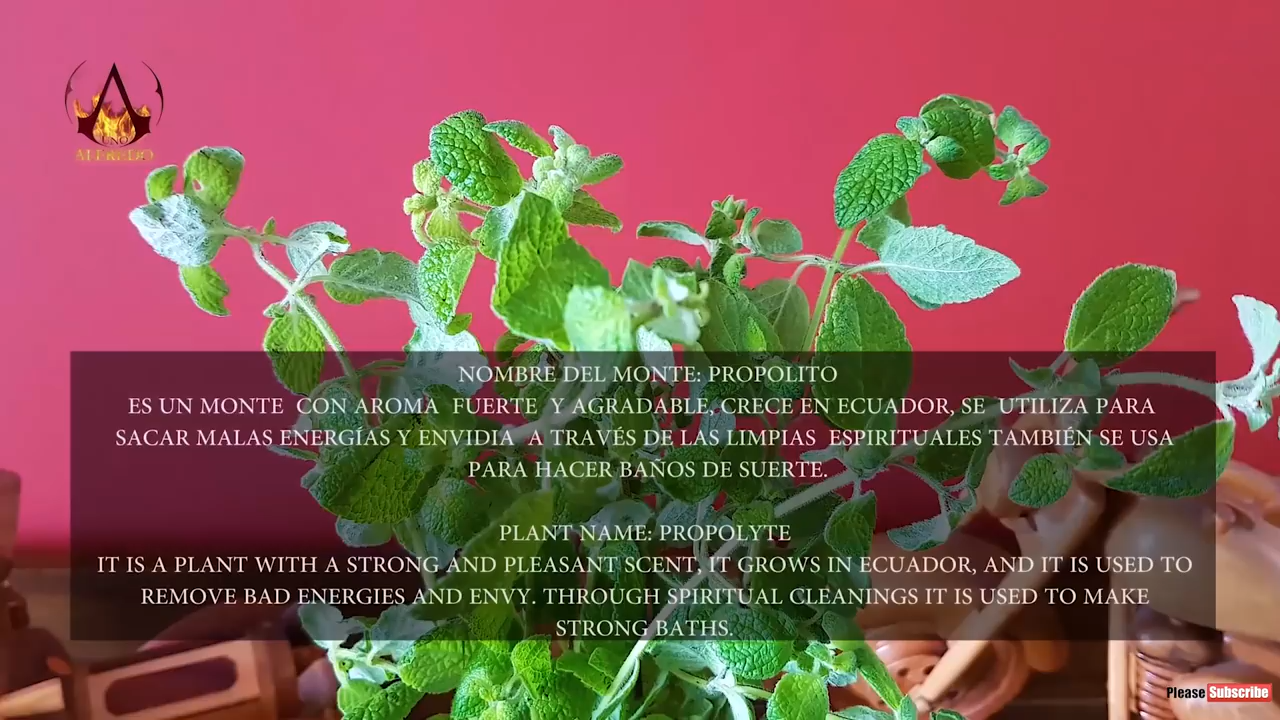 UNO
ALFREDO
NOMBRE DEL MONTE: PROPOLITO
ES UN MONTE CON AROMA FUERTE Y AGRADABLE, CRECE EN ECUADOR, SE UTILIZA PARA
SACAR MALAS ENERGÍAS Y ENVIDIA A TRAVÉS DE LAS LIMPIAS ESPIRITUALES TAMBIÉN SE USA
PARA HACER BAÑOS DE SUERTE.
PLANT NAME: PROPOLYTE
IT IS A PLANT WITH A STRONG AND PLEASANT SCENT, IT GROWS IN ECUADOR, AND IT IS USED TO
REMOVE BAD ENERGIES AND ENVY. THROUGH SPIRITUAL CLEANINGS IT IS USED TO MAKE
STRONG BATHS.
Please Subscribe